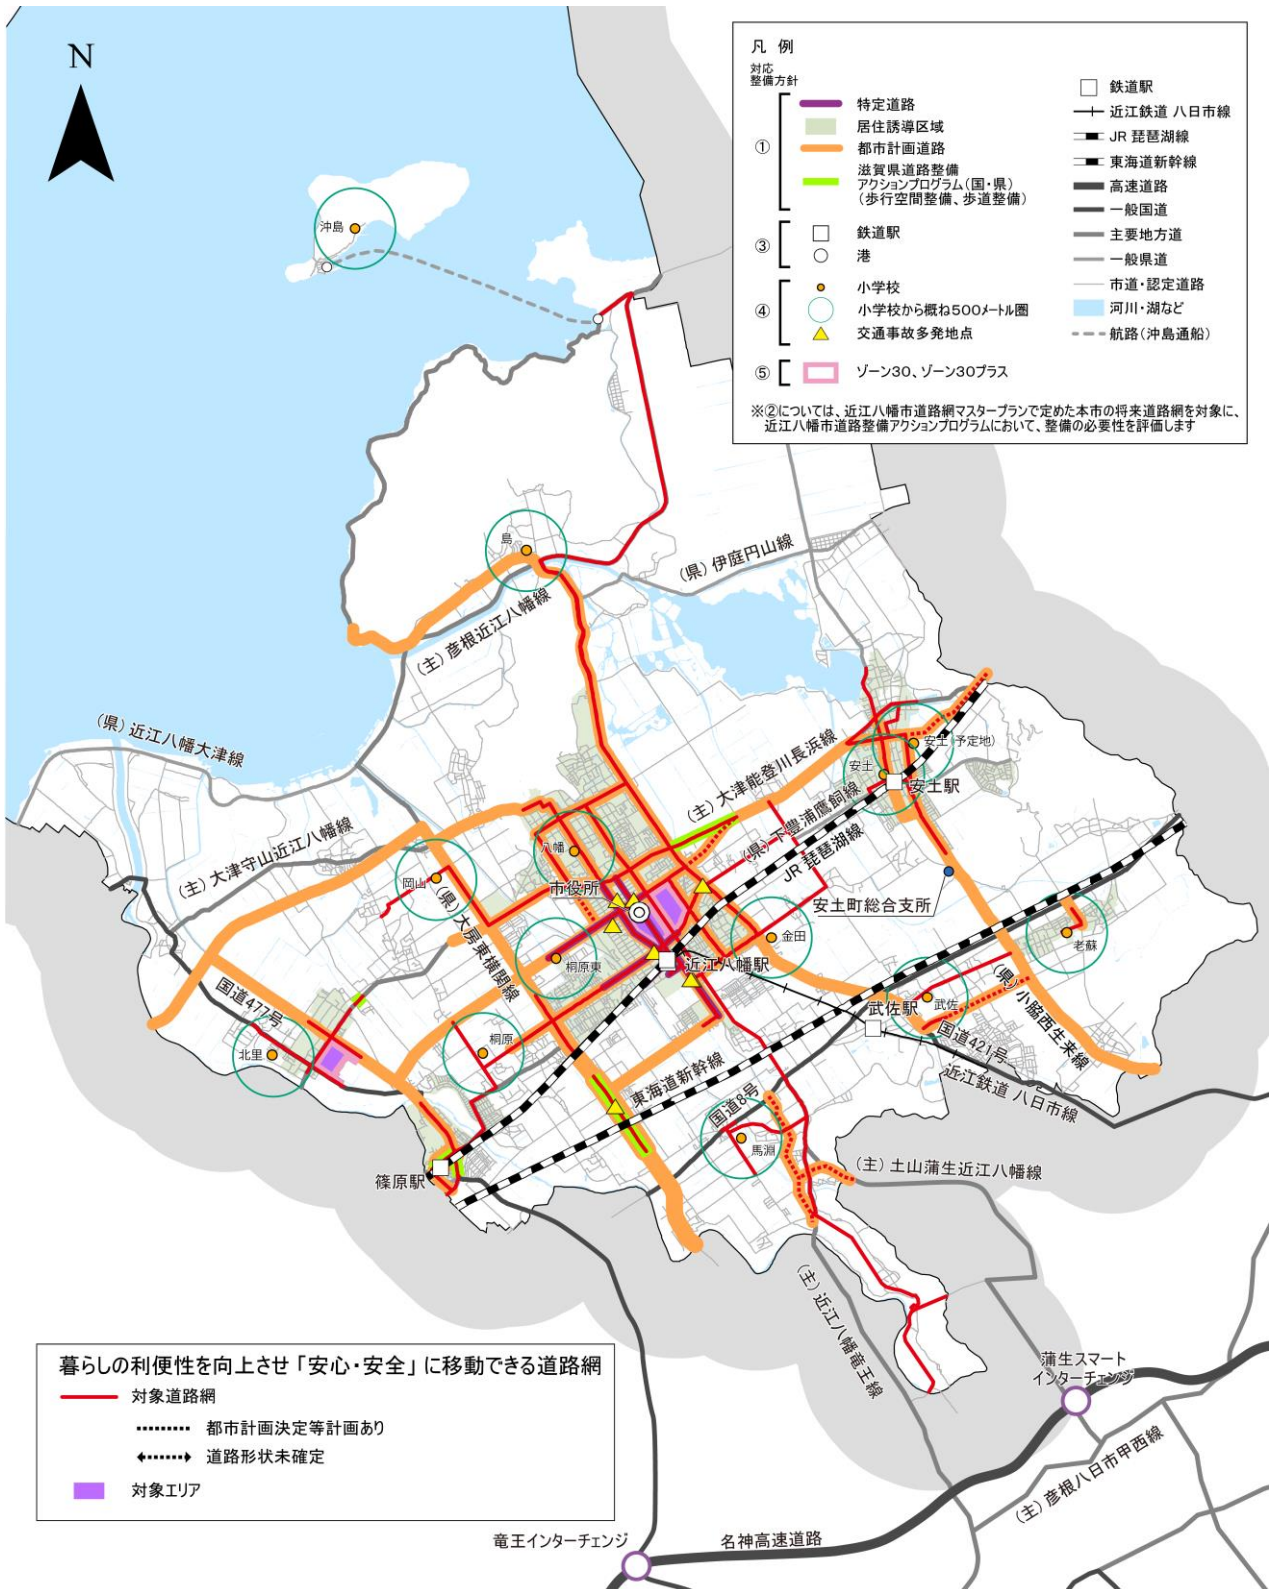 N
凡 例
対応
整備方針
①
特定道路
居住誘導区域
都市計画道路
滋賀県道路整備
アクションプログラム(国・県)
(歩行空間整備、歩道整備)
③
鉄道駅
港
④
小学校
小学校から概ね500メートル圏
交通事故多発地点
⑤
ゾーン30、ゾーン30プラス
鉄道駅
近江鉄道 八日市線
JR 琵琶湖線
東海道新幹線
高速道路
一般国道
主要地方道
一般県道
市道・認定道路
河川・湖など
航路(沖島通船)
※②については、近江八幡市道路網マスタープランで定めた本市の将来道路網を対象に、
近江八幡市道路整備アクションプログラムにおいて、整備の必要性を評価します
沖島
島
(県)伊庭円山線
(主)彦根近江八幡線
(県)近江八幡大津線
(主)大津能登川長浜線
安土(予定地)
安土
安土駅
(県)下豊浦鷹飼線
JR 琵琶湖線
(主)大津守山近江八幡線
八幡
岡山
市役所
安土町総合支所
(県)大房東横関線
金田
老蘇
桐原東
近江八幡駅
武佐
武佐駅
(県)小脇西生来線
国道477号
国道421号
北里
桐原
東海道新幹線
近江鉄道 八日市線
国道8号
馬淵
篠原駅
(主)土山蒲生近江八幡線
(主)近江八幡竜王線
蒲生スマート
インターチェンジ
(主)彦根八日市甲西線
竜王インターチェンジ
名神高速道路
暮らしの利便性を向上させ「安心・安全」に移動できる道路網
対象道路網
都市計画決定等計画あり
道路形状未確定
対象エリア